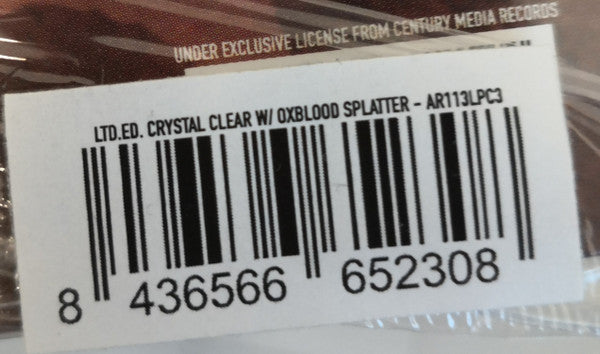 UNDER EXCLUSIVE LICENSE FROM CENTURY MEDIA RECORDS
LTD.ED. CRYSTAL CLEAR W/ OXBLOOD SPLATTER - AR113LPC3
8 436566 652308